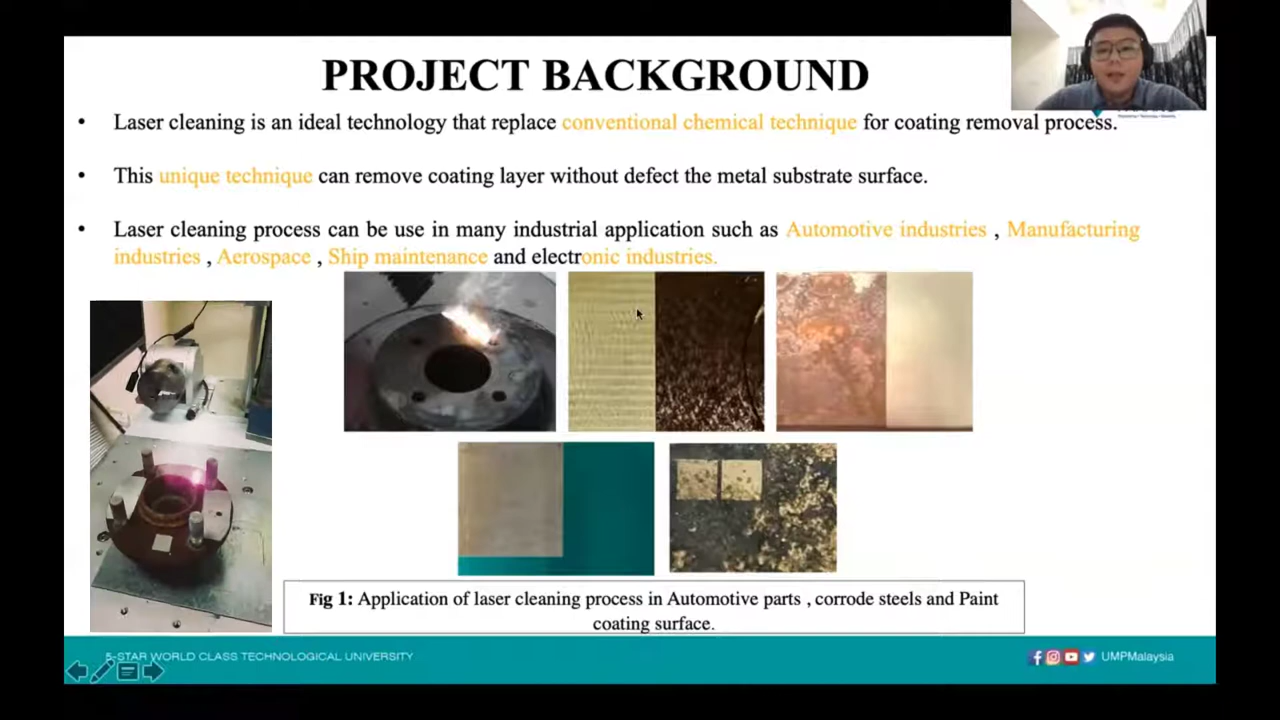 PROJECT BACKGROUND
• Laser cleaning is an ideal technology that replace conventional chemical technique for coating removal process.
• This unique technique can remove coating layer without defect the metal substrate surface.
• Laser cleaning process can be use in many industrial application such as Automotive industries , Manufacturing
industries , Aerospace , Ship maintenance and electronic industries.
Fig 1: Application of laser cleaning process in Automotive parts , corrode steels and Paint
coating surface.
5-STAR WORLD CLASS TECHNOLOGICAL UNIVERSITY
UMPMalaysia